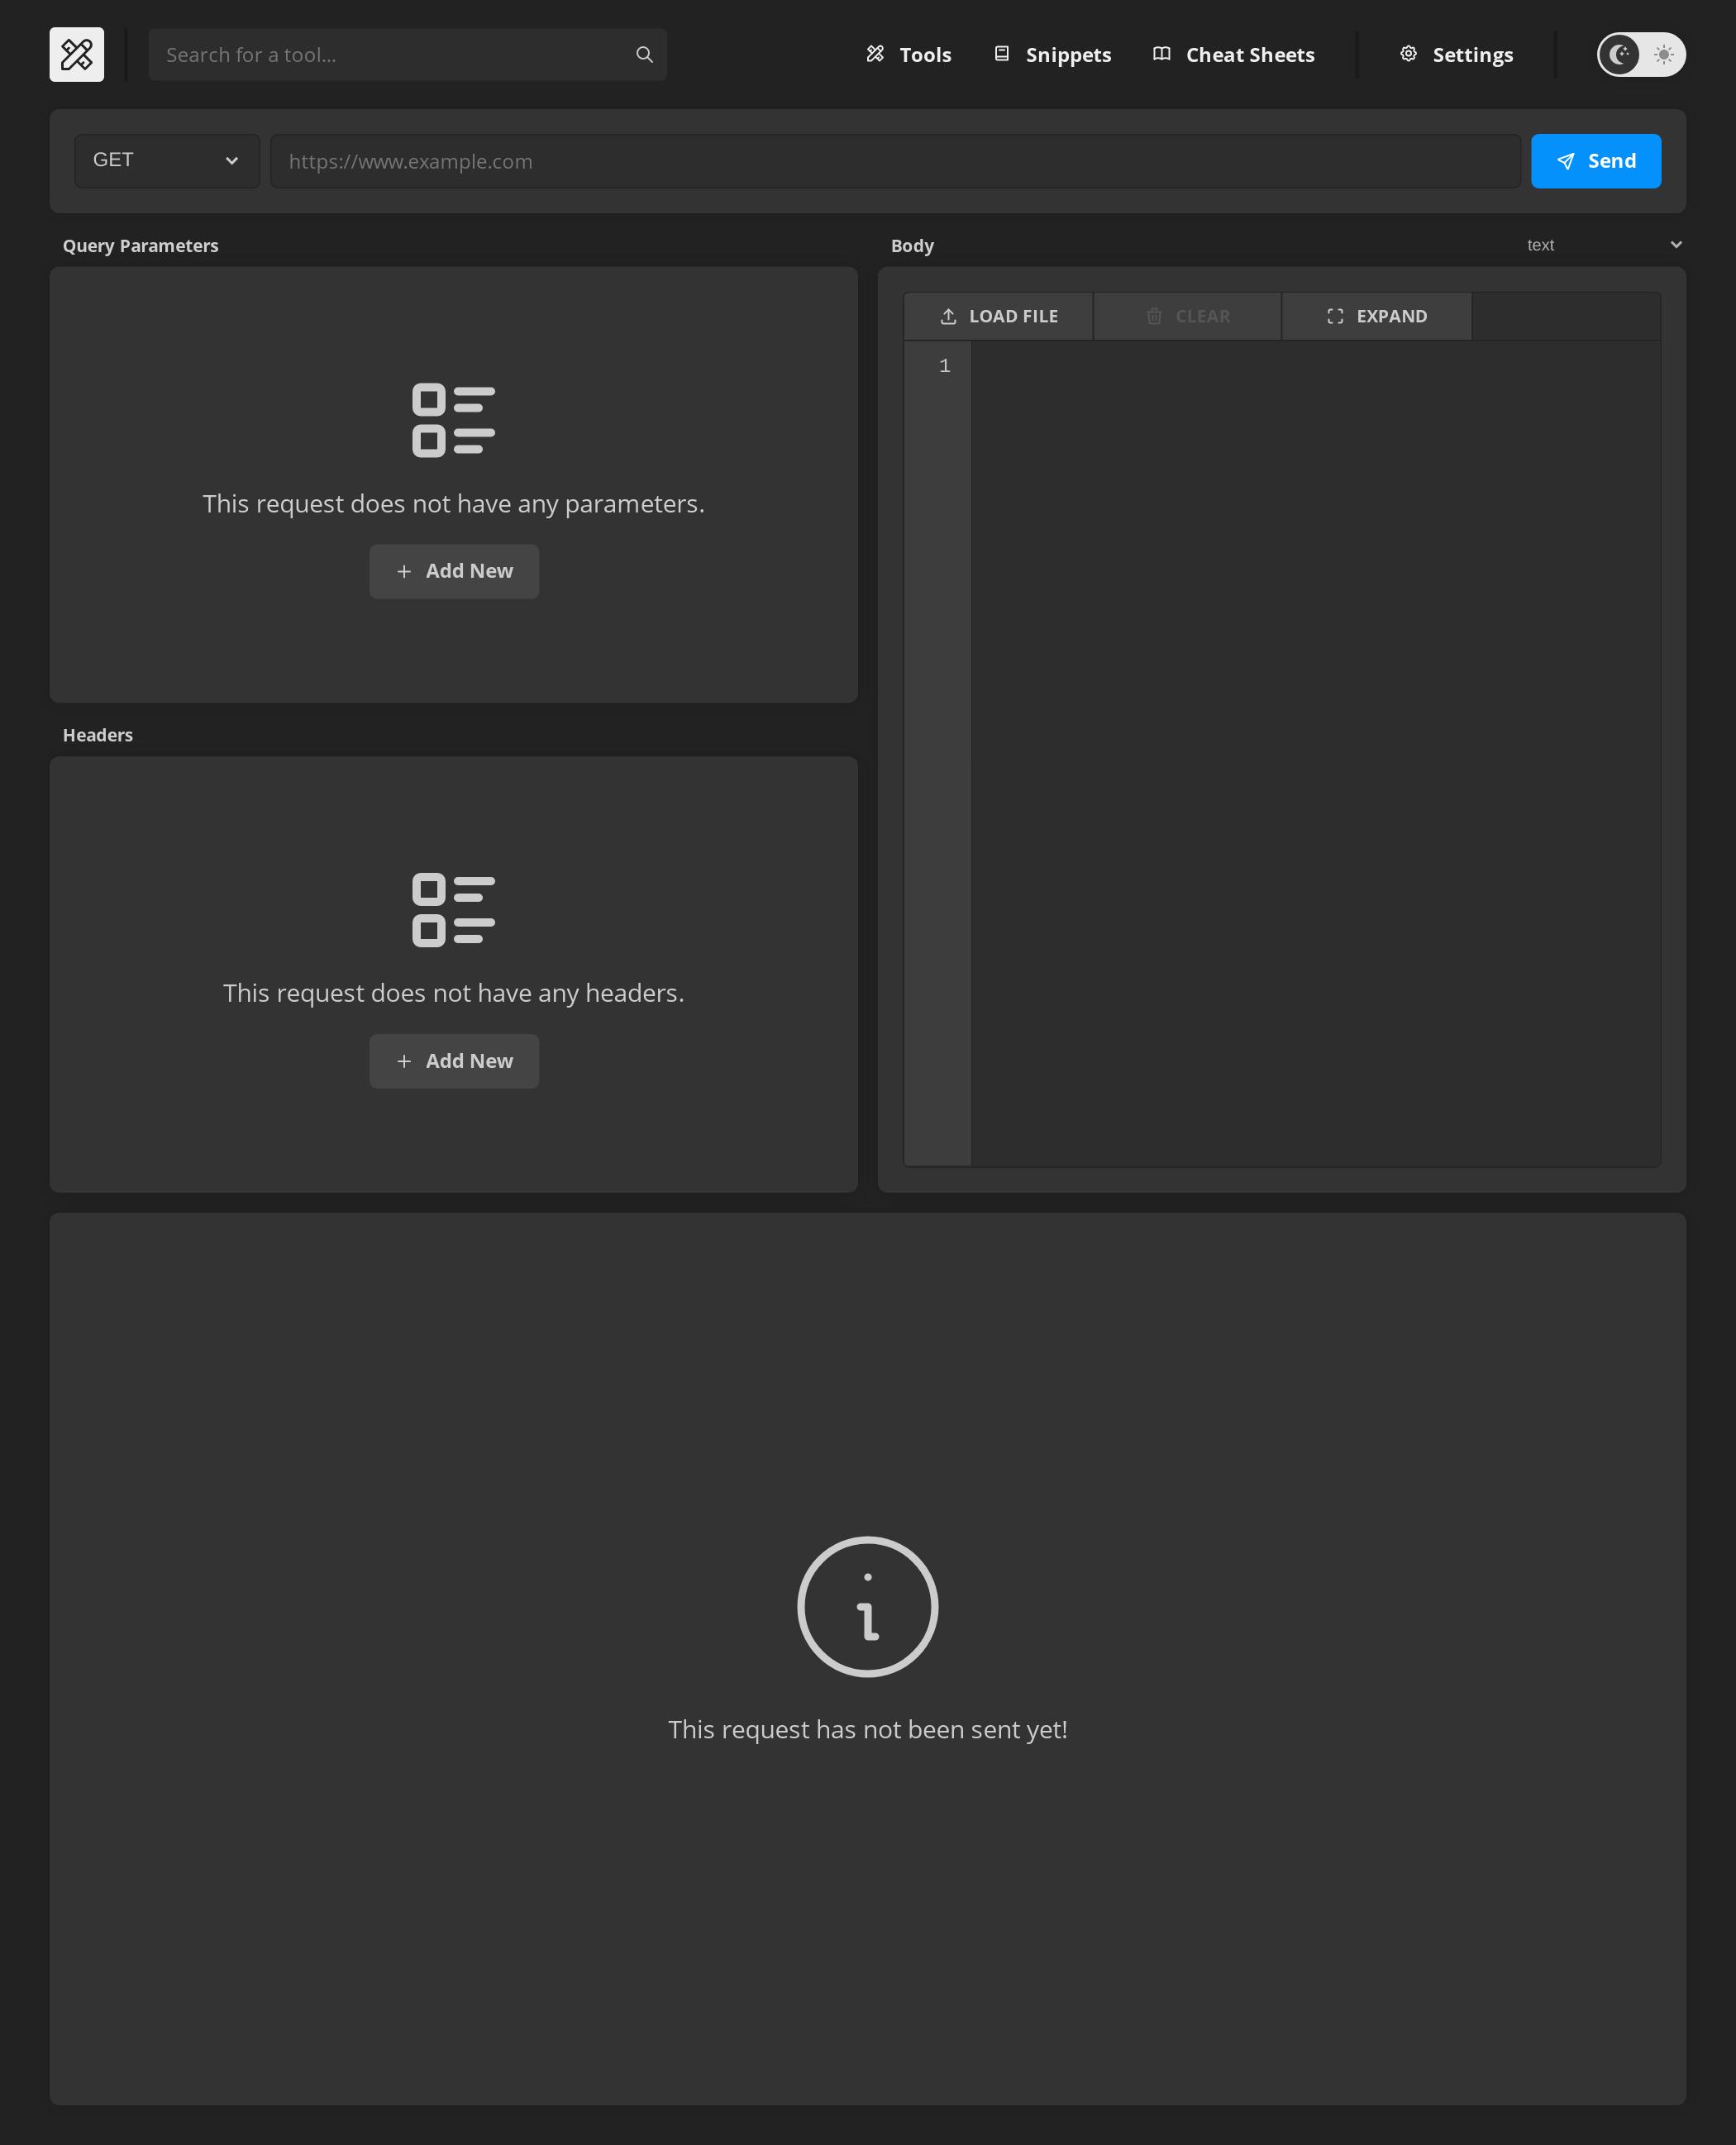 Search for a tool...
Tools
Snippets
Cheat Sheets
Settings
GET
https://www.example.com
Send
Query Parameters
This request does not have any parameters.
Add New
Headers
This request does not have any headers.
Add New
Body
text
LOAD FILE
CLEAR
EXPAND
1
This request has not been sent yet!